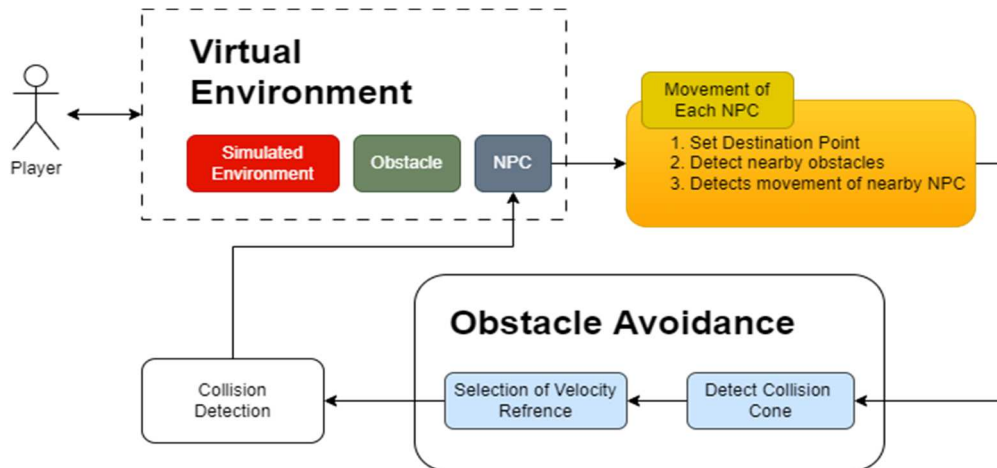 Virtual
Environment
Player
Simulated
Environment
Obstacle
NPC
Movement of
Each NPC
1. Set Destination Point
2. Detect nearby obstacles
3. Detects movement of nearby NPC
Obstacle Avoidance
Collision
Detection
Selection of Velocity
Refrence
Detect Collision
Cone